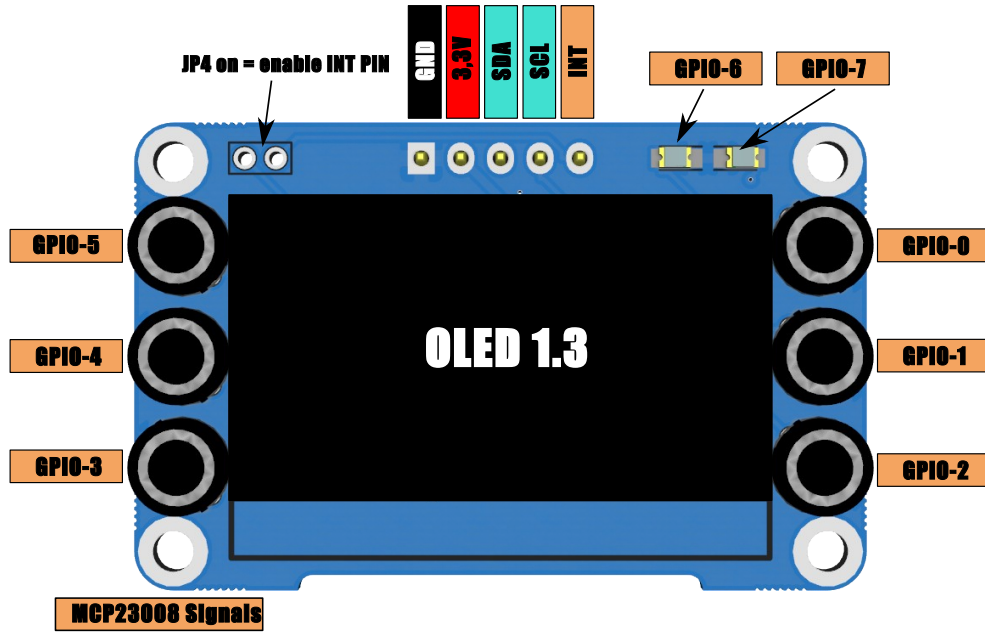 GND
3,3V
SDA
SCL
INT
JP4 on = enable INT PIN
GPIO-6
GPIO-7
GPIO-5
GPIO-0
OLED 1.3
GPIO-4
GPIO-1
GPIO-3
GPIO-2
MCP23008 Signals